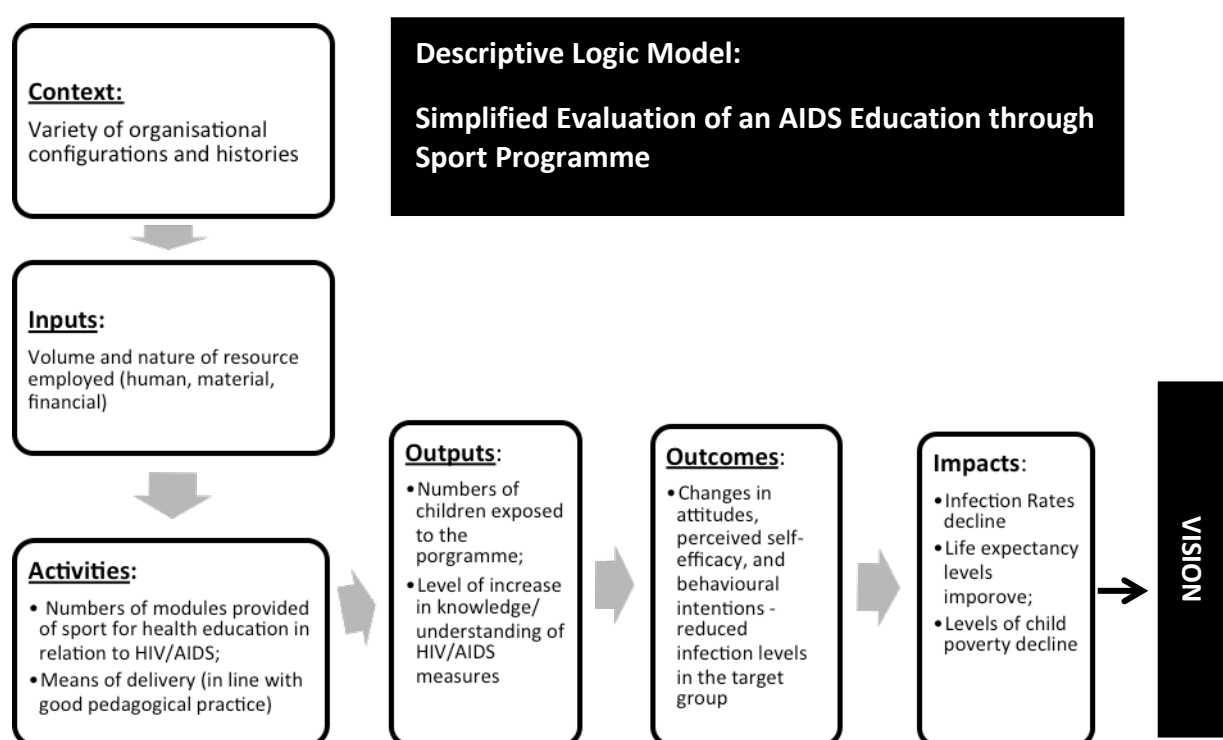 Descriptive Logic Model:
Simplified Evaluation of an AIDS Education through
Sport Programme
Context:
Variety of organisational
configurations and histories
Inputs:
Volume and nature of resource
employed (human, material,
financial)
Activities:
• Numbers of modules provided
of sport for health education in
relation to HIV/AIDS;
• Means of delivery (in line with
good pedagogical practice)
Outputs:
• Numbers of
children exposed
to the
porgramme;
• Level of increase
in knowledge/
understanding of
HIV/AIDS
measures
Outcomes:
• Changes in
attitudes,
perceived self-
efficacy, and
behavioural
intentions -
reduced
infection levels
in the target
group
Impacts:
• Infection Rates
decline
• Life expectancy
levels
imporove;
• Levels of child
poverty decline
VISION